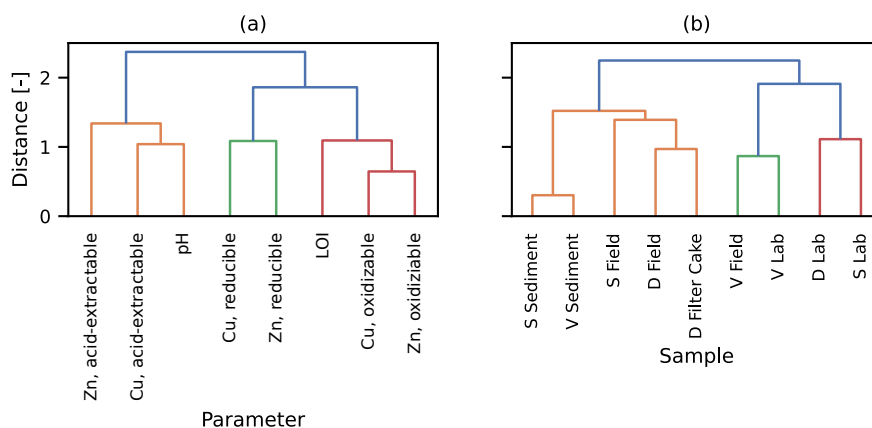 (a)
(b)
Distance [-]
2
1
0
Zn, acid-extractable
Cu, acid-extractable
pH
Cu, reducible
Zn, reducible
LOI
Cu, oxidizable
Zn, oxidiziable
Parameter
S Sediment
V Sediment
S Field
D Field
D Filter Cake
V Field
V Lab
D Lab
S Lab
Sample